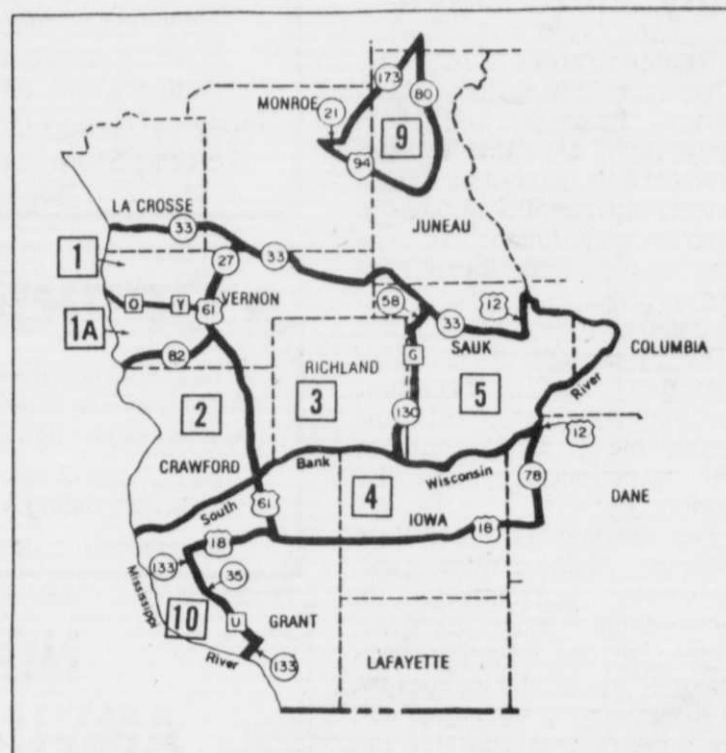 173
MONROE
21
80
9
94
LA CROSSE
33
JUNEAU
1
27
33
VERNON
Q
Y
61
58
12
1A
33
SAUK
COLUMBIA
82
RICHLAND
G
River
2
3
5
130
12
CRAWFORD
Bank
Wisconsin
78
South
61
4
DANE
IOWA
18
18
133
35
Mississipps
10
U
GRANT
River
133
LAFAYETTE